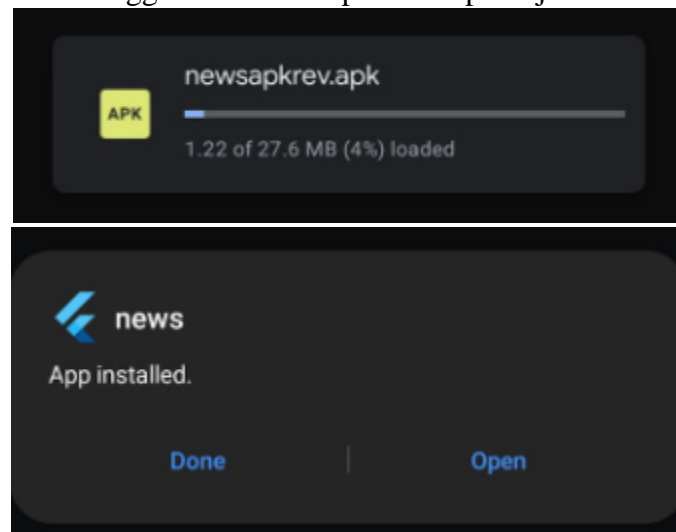 newsapkrev.apk
APK
1.22 of 27.6 MB (4%) loaded
news
App installed.
Done
Open